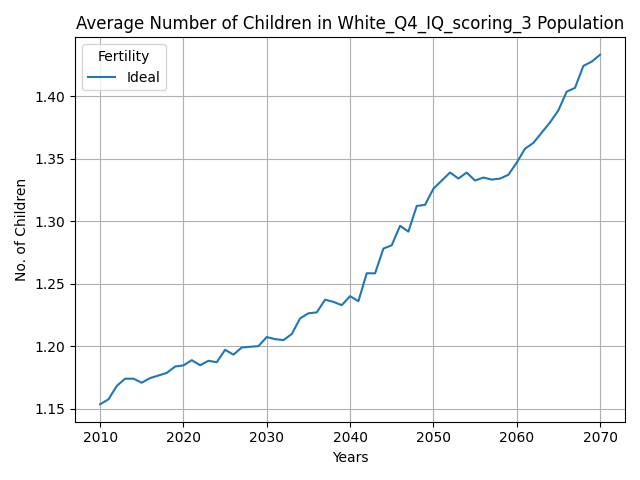 Average Number of Children in White_Q4_IQ_scoring_3 Population
Fertility
Ideal
No. of Children
1.40
1.35
1.30
1.25
1.20
1.15
2010 2020 2030 2040 2050 2060 2070
Years